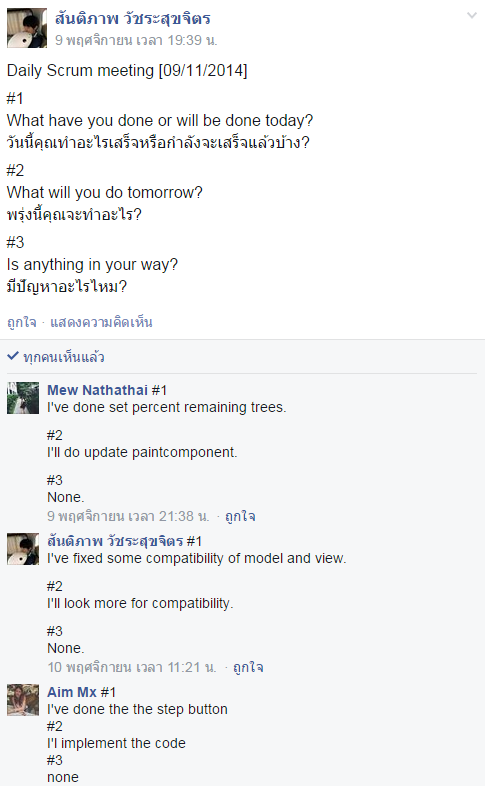 สันติภาพ วัชระสุขจิตร
9 พฤศจิกายน เวลา 19:39 น.
Daily Scrum meeting [09/11/2014]
#1
What have you done or will be done today?
วันนี้คุณทำอะไรเสร็จหรือกำลังจะเสร็จแล้วบ้าง?
#2
What will you do tomorrow?
พรุ่งนี้คุณจะทำอะไร?
#3
Is anything in your way?
มีปัญหาอะไรไหม?
ถูกใจ · แสดงความคิดเห็น
ทุกคนเห็นแล้ว
Mew Nathathai #1
I've done set percent remaining trees.
#2
I'll do update paintcomponent.
#3
None.
9 พฤศจิกายน เวลา 21:38 น. · ถูกใจ
สันติภาพ วัชระสุขจิตร #1
I've fixed some compatibility of model and view.
#2
I'll look more for compatibility.
#3
None.
10 พฤศจิกายน เวลา 11:21 น. · ถูกใจ
Aim Mx #1
I've done the the step button
#2
I'l implement the code
#3
none